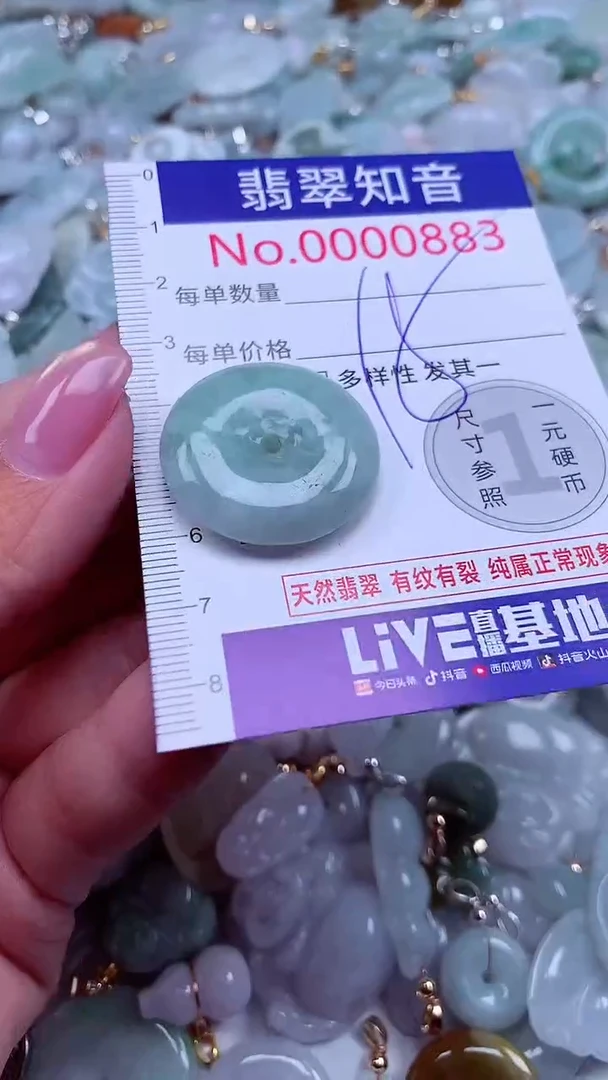 翡翠知音
No.0000883
每单数量
每单价格
多样性 发其一
18
一元硬币
尺寸参照
1
天然翡翠 有纹有裂 纯属正常现象
LiVE直播基地
今日头条 抖音 西瓜视频 抖音火山
0
1
2
3
6
7
8